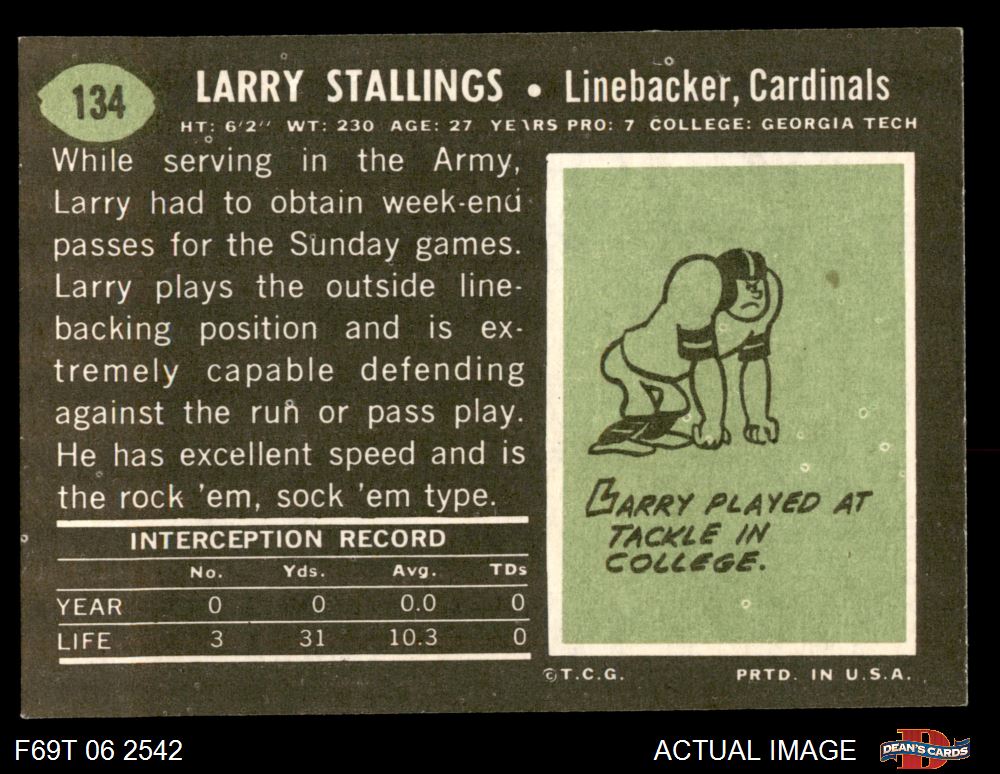 134
LARRY STALLINGS • Linebacker, Cardinals
HT: 6'2" WT: 230 AGE: 27 YEARS PRO: 7 COLLEGE: GEORGIA TECH
While serving in the Army,
Larry had to obtain week-end
passes for the Sunday games.
Larry plays the outside line-
backing position and is ex-
tremely capable defending
against the run or pass play.
He has excellent speed and is
the rock 'em, sock 'em type.
INTERCEPTION RECORD
No. Yds. Avg. TDs
YEAR 0 0 0.0 0
LIFE 3 31 10.3 0
LARRY PLAYED AT
TACKLE IN
COLLEGE.
©T.C.G. PRTD. IN U.S.A.
F69T 06 2542 ACTUAL IMAGE DEAN'S CARDS